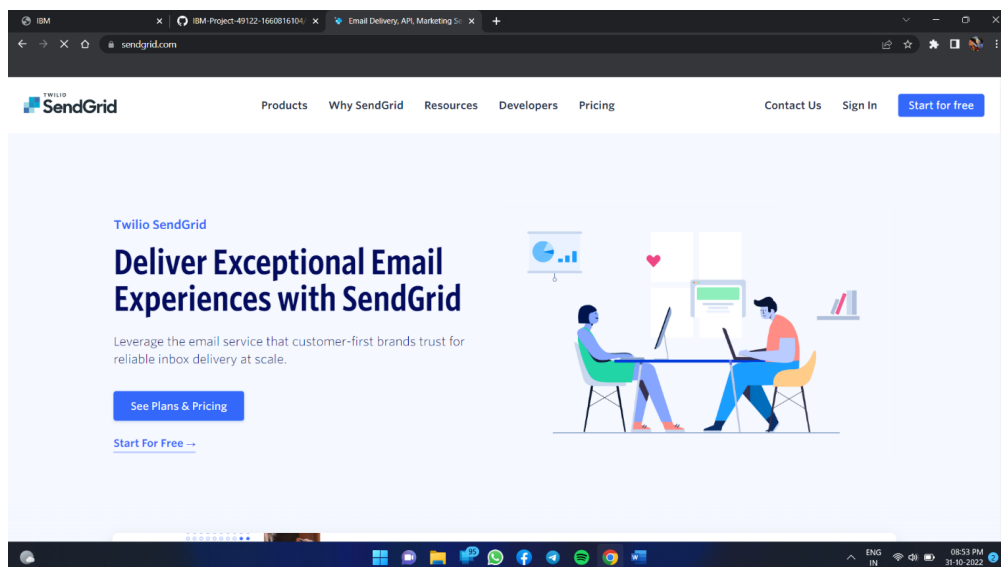 IBM
IBM-Project-49122-1660816104/
Email Delivery, API, Marketing Se
sendgrid.com
TWILIO
SendGrid
Products
Why SendGrid
Resources
Developers
Pricing
Contact Us
Sign In
Start for free
Twilio SendGrid
Deliver Exceptional Email
Experiences with SendGrid
Leverage the email service that customer-first brands trust for
reliable inbox delivery at scale.
See Plans & Pricing
Start For Free →
95
ENG
IN
08:53 PM
31-10-2022
2